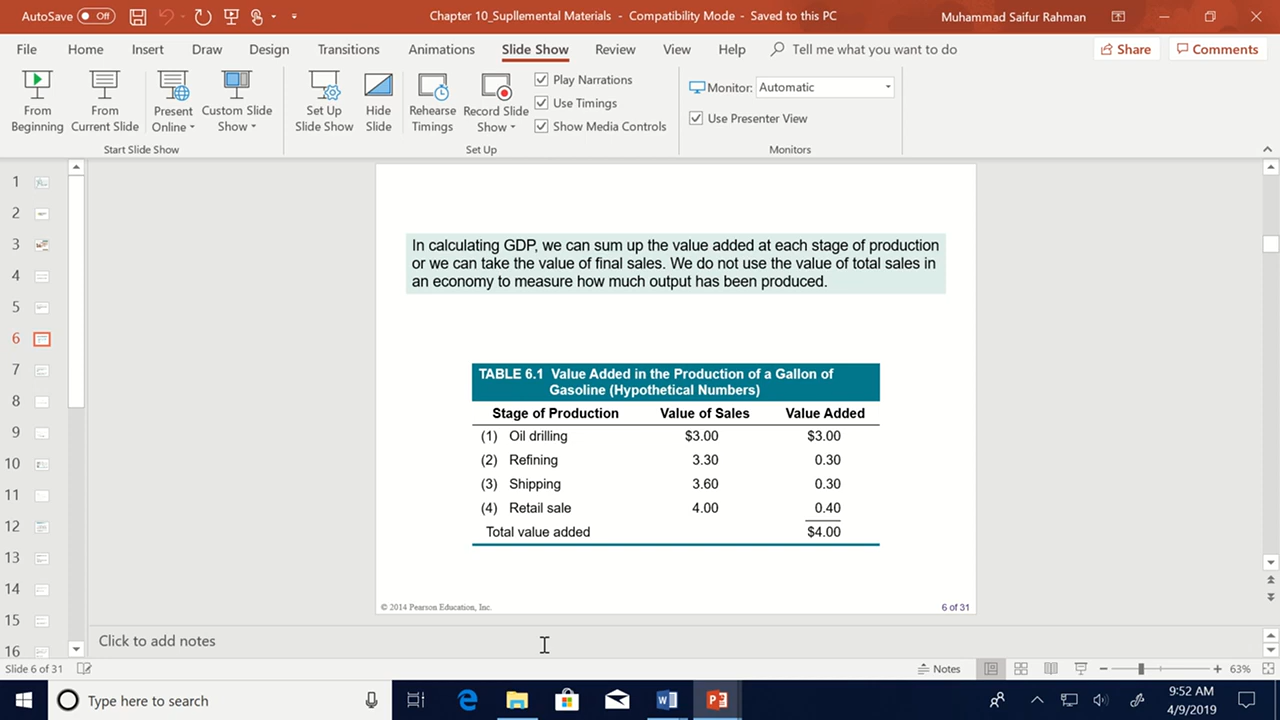 AutoSave Off
Chapter 10_Supllemental Materials - Compatibility Mode - Saved to this PC
Muhammad Saifur Rahman
File Home Insert Draw Design Transitions Animations Slide Show Review View Help Tell me what you want to do Share Comments
From Beginning
From Current Slide
Present Online
Custom Slide Show
Set Up Slide Show
Hide Slide
Rehearse Timings
Record Slide Show
Play Narrations
Use Timings
Show Media Controls
Monitor: Automatic
Use Presenter View
Start Slide Show
Set Up
Monitors
1
2
3
4
5
6
7
8
9
10
11
12
13
14
15
16
In calculating GDP, we can sum up the value added at each stage of production
or we can take the value of final sales. We do not use the value of total sales in
an economy to measure how much output has been produced.
TABLE 6.1 Value Added in the Production of a Gallon of
Gasoline (Hypothetical Numbers)
Stage of Production Value of Sales Value Added
(1) Oil drilling $3.00 $3.00
(2) Refining 3.30 0.30
(3) Shipping 3.60 0.30
(4) Retail sale 4.00 0.40
Total value added $4.00
© 2014 Pearson Education, Inc.
6 of 31
Click to add notes
Slide 6 of 31
Notes
63%
Type here to search
9:52 AM
4/9/2019